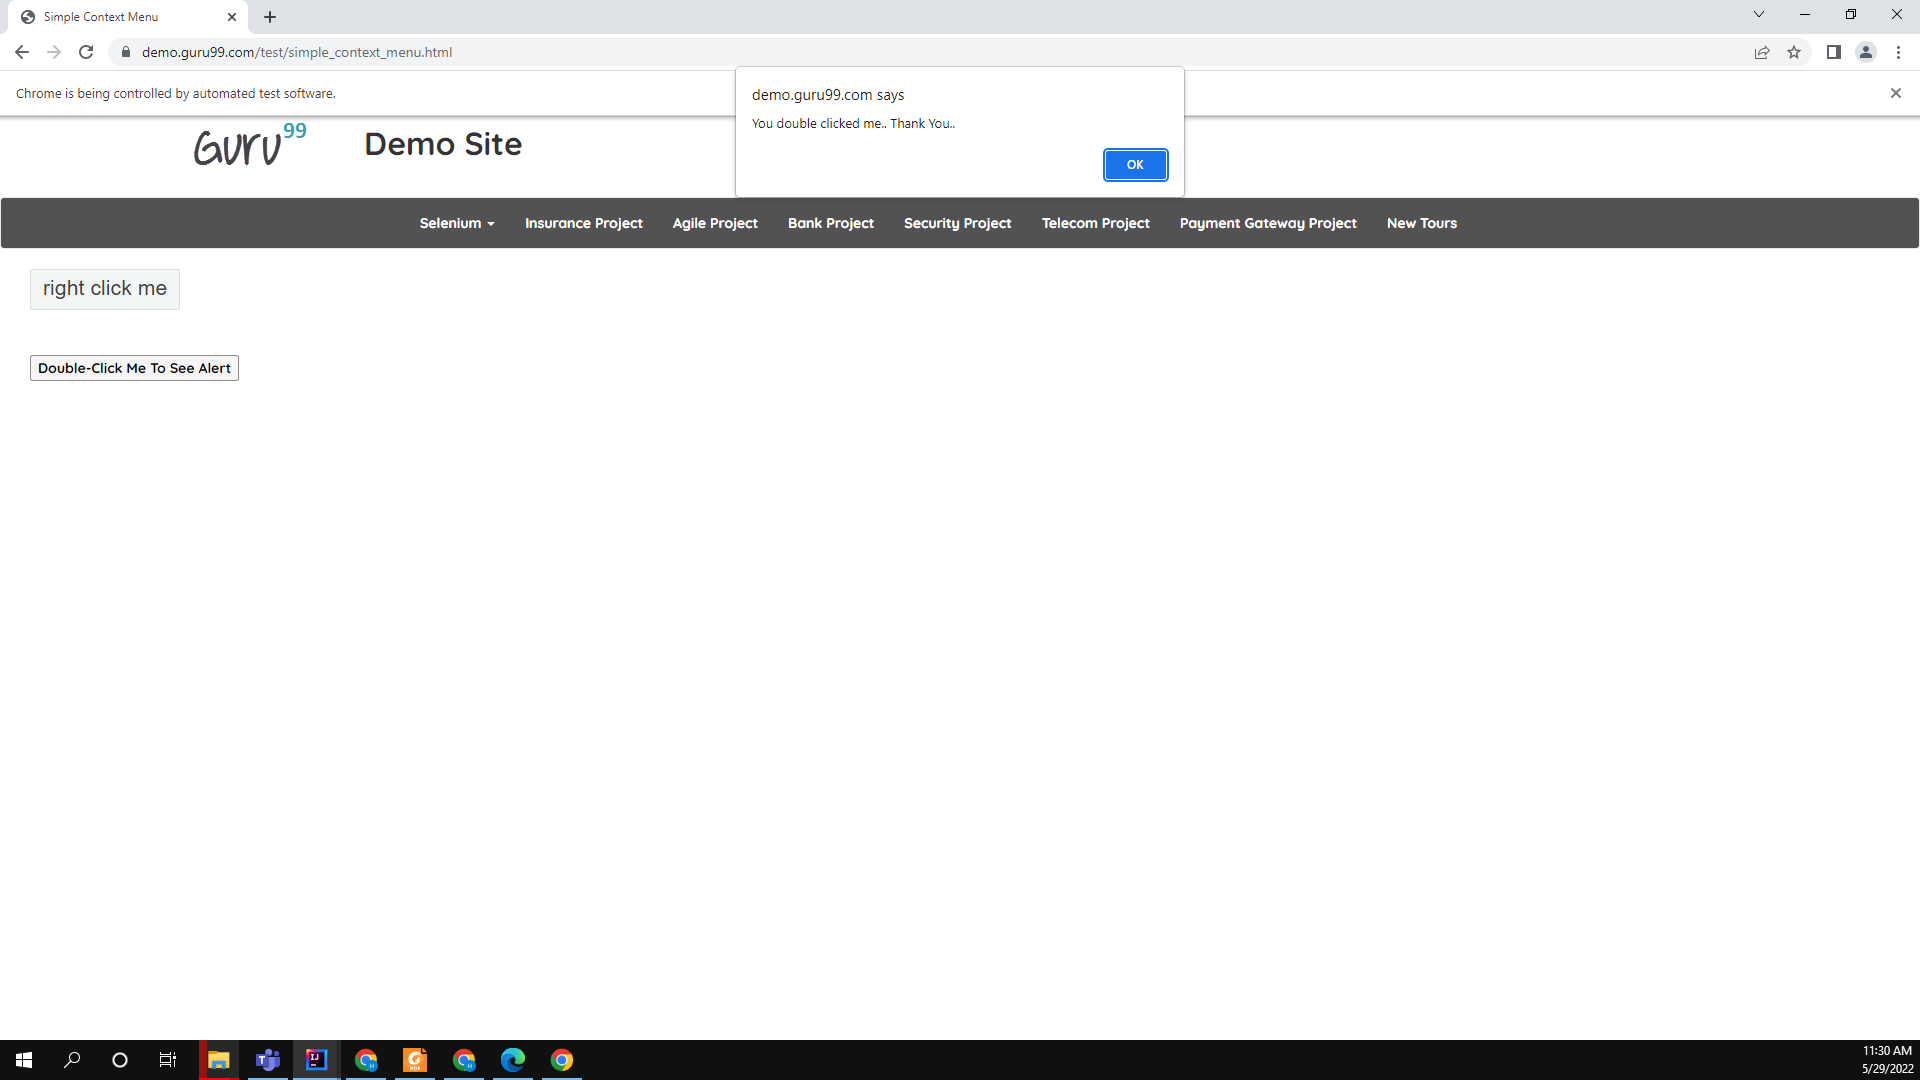 Simple Context Menu
demo.guru99.com/test/simple_context_menu.html
Chrome is being controlled by automated test software.
demo.guru99.com says
You double clicked me.. Thank You..
OK
Guru99
Demo Site
Selenium Insurance Project Agile Project Bank Project Security Project Telecom Project Payment Gateway Project New Tours
right click me
Double-Click Me To See Alert
11:30 AM
5/29/2022